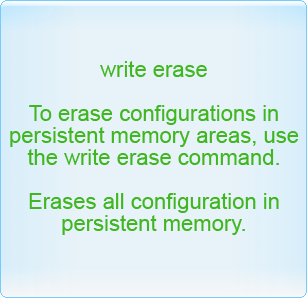 write erase
To erase configurations in
persistent memory areas, use
the write erase command.
Erases all configuration in
persistent memory.